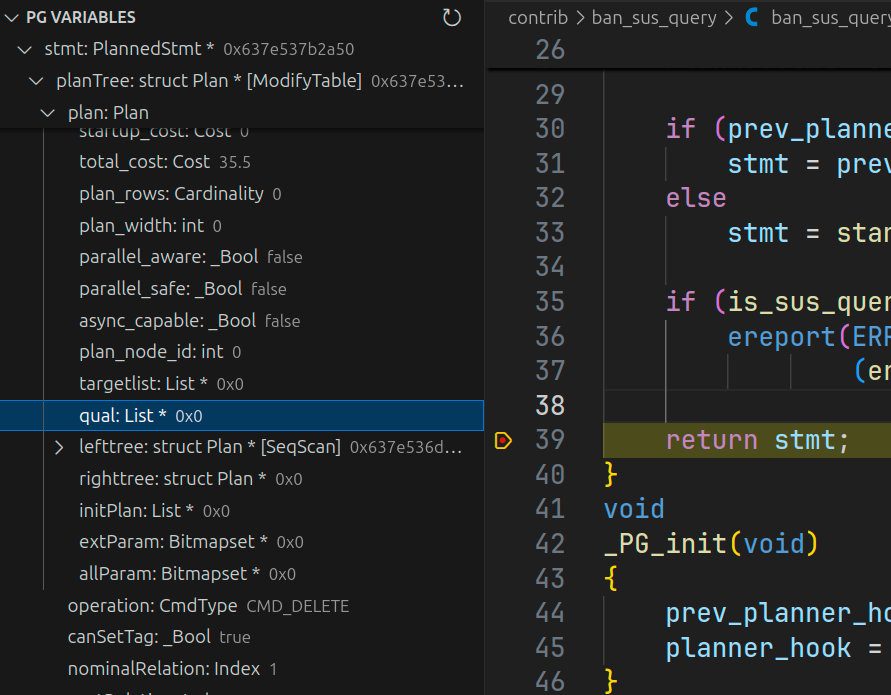 PG VARIABLES
stmt: PlannedStmt * 0x637e537b2a50
planTree: struct Plan * [ModifyTable] 0x637e53...
plan: Plan
startup_cost: Cost 0
total_cost: Cost 35.5
plan_rows: Cardinality 0
plan_width: int 0
parallel_aware: _Bool false
parallel_safe: _Bool false
async_capable: _Bool false
plan_node_id: int 0
targetlist: List * 0x0
qual: List * 0x0
lefttree: struct Plan * [SeqScan] 0x637e536d...
righttree: struct Plan * 0x0
initPlan: List * 0x0
extParam: Bitmapset * 0x0
allParam: Bitmapset * 0x0
operation: CmdType CMD_DELETE
canSetTag: _Bool true
nominalRelation: Index 1
contrib > ban_sus_query > C ban_sus_query
26
29
30 if (prev_planne
31 stmt = prev
32 else
33 stmt = stan
34
35 if (is_sus_quer
36 ereport(ERR
37 (er
38
39 return stmt;
40 }
41 void
42 _PG_init(void)
43 {
44 prev_planner_ho
45 planner_hook =
46 }